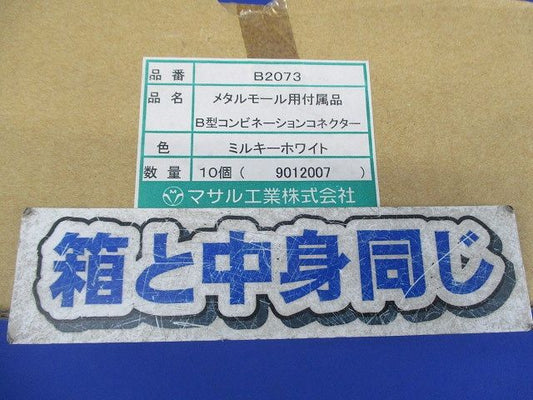 品番 B2073
品名 メタルモール用付属品
B型コンビネーションコネクター
色 ミルキーホワイト
数量 10個( 9012007 )
マサル工業株式会社
箱と中身同じ